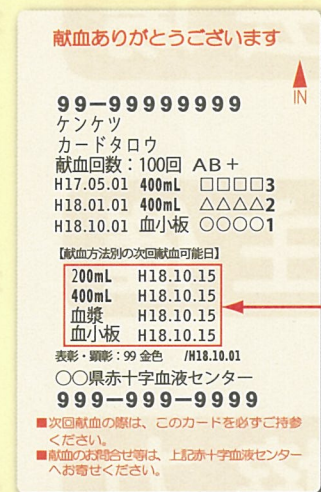 献血ありがとうございます
IN
99-99999999
ケンケツ
カードタロウ
献血回数：100回 AB+
H17.05.01 400mL □□□□3
H18.01.01 400mL △△△△2
H18.10.01 血小板 ○○○○1
【献血方法別の次回献血可能日】
200mL H18.10.15
400mL H18.10.15
血漿 H18.10.15
血小板 H18.10.15
表彰・顕彰：99 金色 /H18.10.01
○○県赤十字血液センター
999-999-9999
■次回献血の際は、このカードを必ずご持参
ください。
■献血のお問合せ等は、上記赤十字血液センター
へお寄せください。